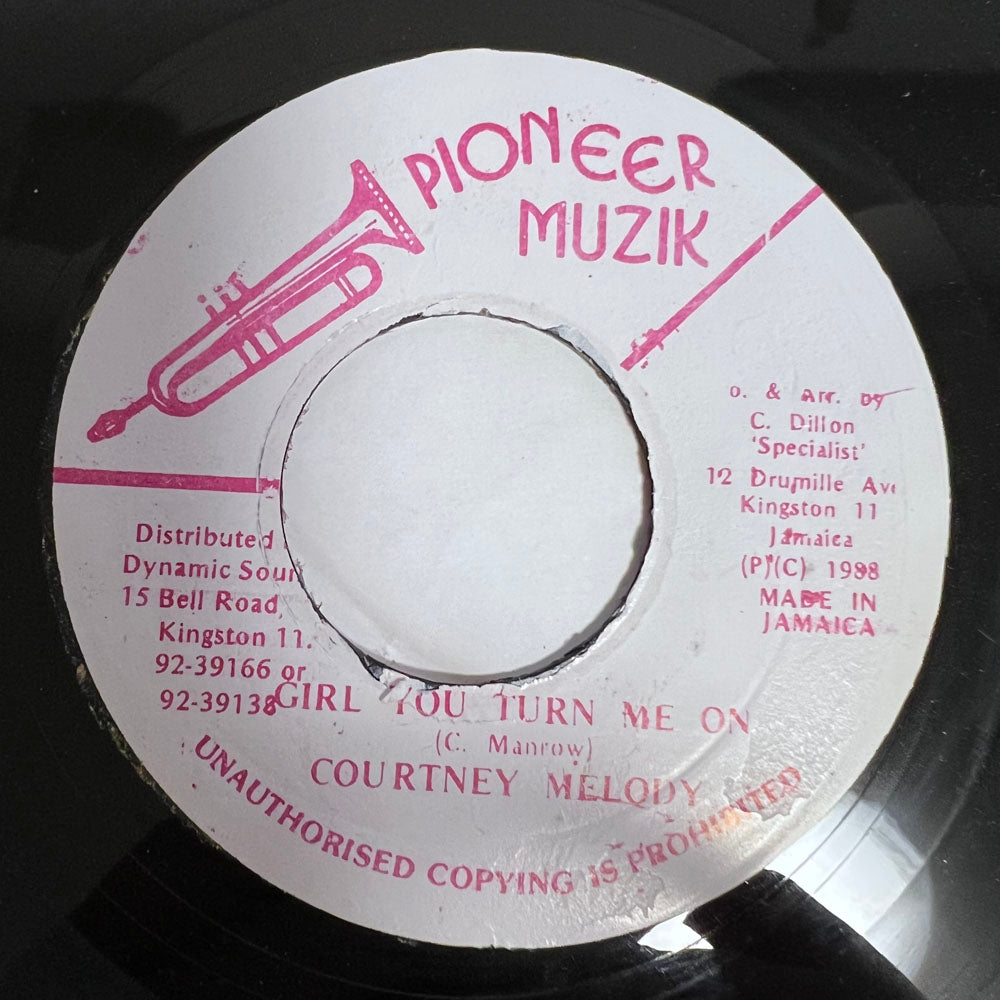 PIONEER
MUZIK
o. & Arr. by
C. Dillon
'Specialist'
12 Drumille Ave
Kingston 11
Jamaica
(P)(C) 1988
MADE IN
JAMAICA
Distributed
Dynamic Soun
15 Bell Road,
Kingston 11.
92-39166 or
92-39138
GIRL YOU TURN ME ON
(C. Manrow)
COURTNEY MELODY
UNAUTHORISED COPYING IS PROHIBITED